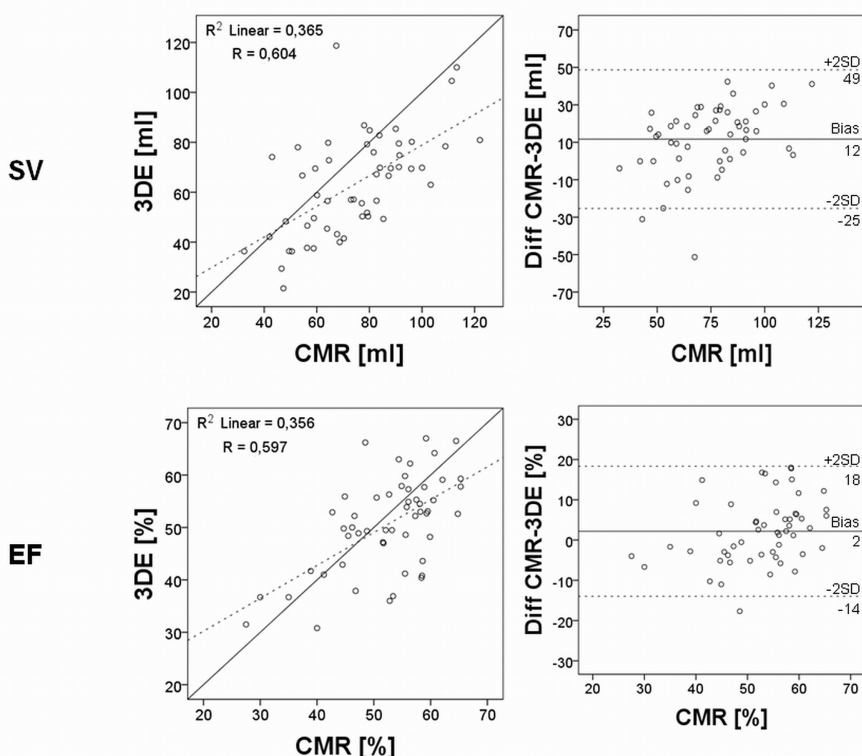 SV
R² Linear = 0,365
R = 0,604
3DE [ml]
120
100
80
60
40
20
20 40 60 80 100 120
CMR [ml]
Diff CMR-3DE [ml]
70
50
30
10
-10
-30
-50
-70
+2SD
49
Bias
12
-2SD
-25
25 50 75 100 125
CMR [ml]
EF
R² Linear = 0,356
R = 0,597
3DE [%]
70
60
50
40
30
20
20 30 40 50 60 70
CMR [%]
Diff CMR-3DE [%]
30
20
10
0
-10
-20
-30
+2SD
18
Bias
2
-2SD
-14
20 30 40 50 60 70
CMR [%]